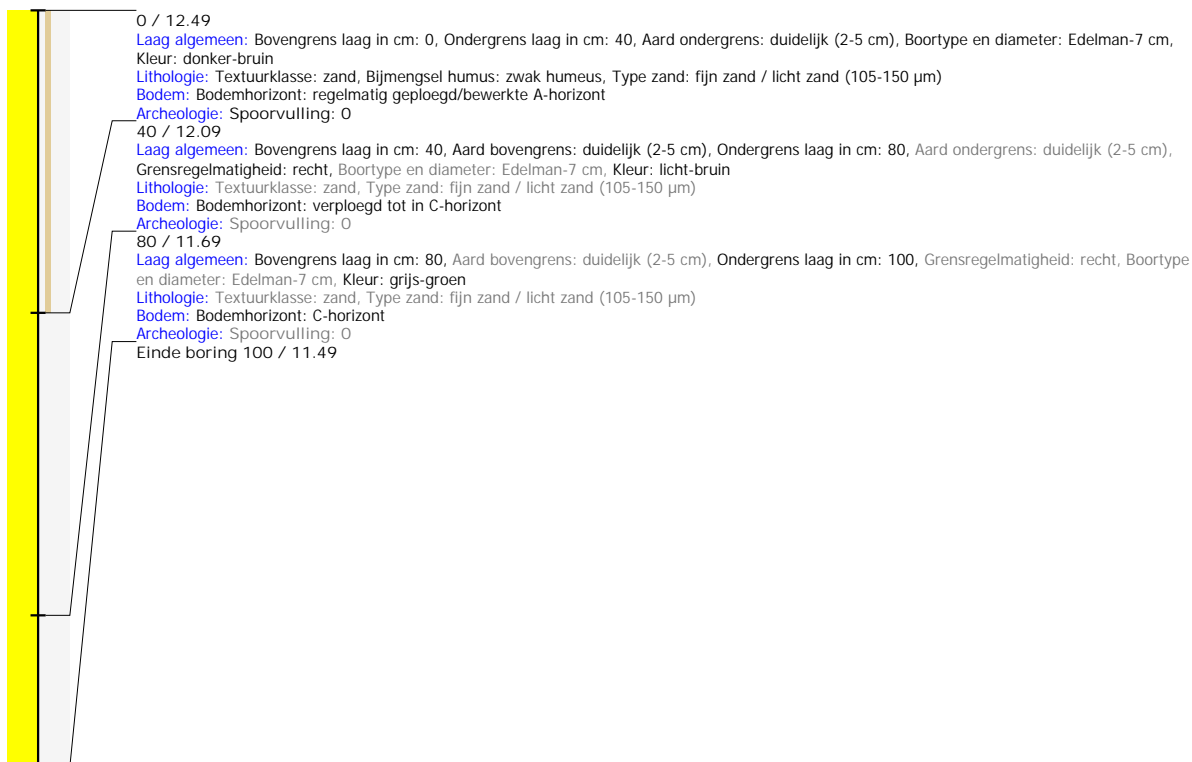 0 / 12.49
Laag algemeen: Bovengrens laag in cm: 0, Ondergrens laag in cm: 40, Aard ondergrens: duidelijk (2-5 cm), Boortype en diameter: Edelman-7 cm,
Kleur: donker-bruin
Lithologie: Textuurklasse: zand, Bijmengsel humus: zwak humeus, Type zand: fijn zand / licht zand (105-150 µm)
Bodem: Bodemhorizont: regelmatig geploegd/bewerkte A-horizont
Archeologie: Spoorvulling: 0
40 / 12.09
Laag algemeen: Bovengrens laag in cm: 40, Aard bovengrens: duidelijk (2-5 cm), Ondergrens laag in cm: 80, Aard ondergrens: duidelijk (2-5 cm),
Grensregelmatigheid: recht, Boortype en diameter: Edelman-7 cm, Kleur: licht-bruin
Lithologie: Textuurklasse: zand, Type zand: fijn zand / licht zand (105-150 µm)
Bodem: Bodemhorizont: verploegd tot in C-horizont
Archeologie: Spoorvulling: 0
80 / 11.69
Laag algemeen: Bovengrens laag in cm: 80, Aard bovengrens: duidelijk (2-5 cm), Ondergrens laag in cm: 100, Grensregelmatigheid: recht, Boortype
en diameter: Edelman-7 cm, Kleur: grijs-groen
Lithologie: Textuurklasse: zand, Type zand: fijn zand / licht zand (105-150 µm)
Bodem: Bodemhorizont: C-horizont
Archeologie: Spoorvulling: 0
Einde boring 100 / 11.49